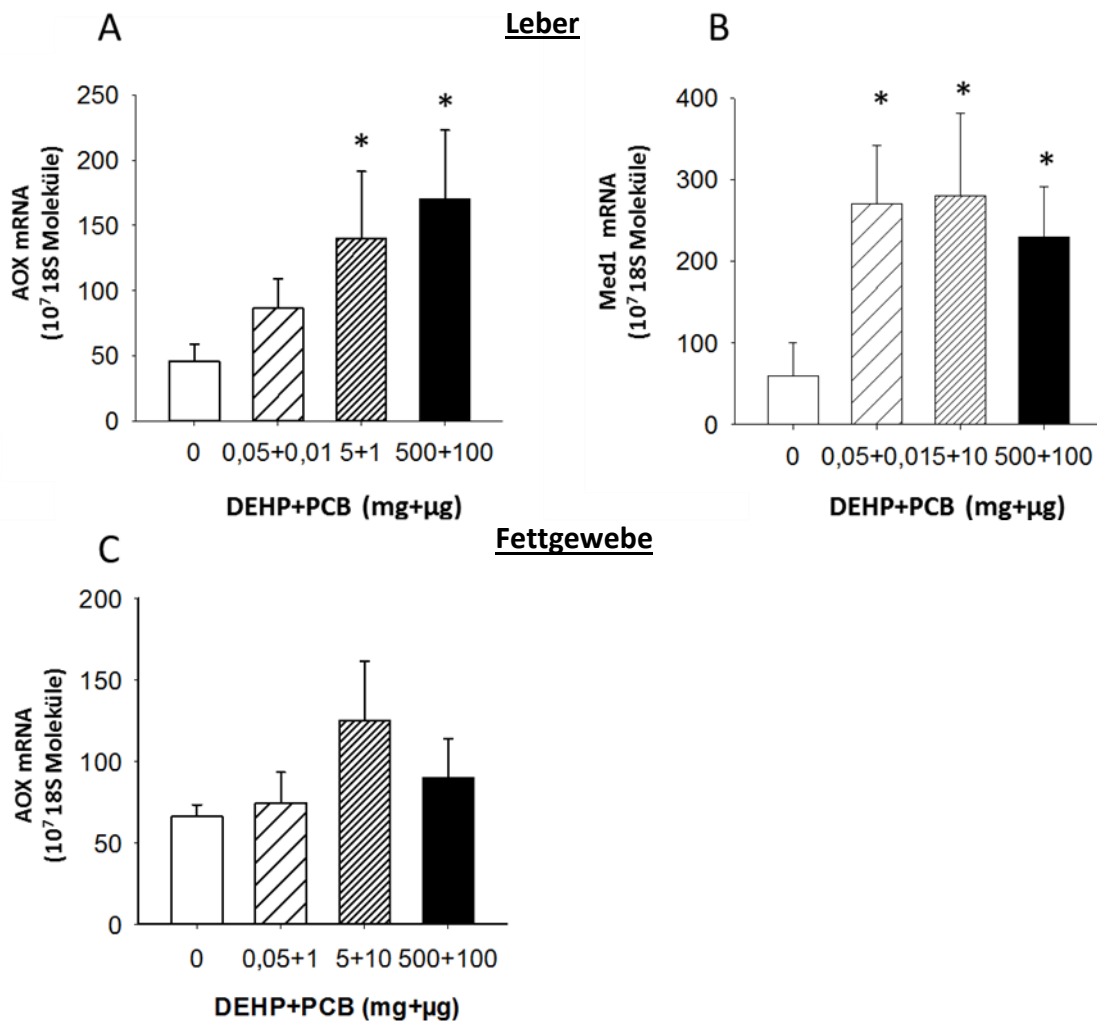 Leber
A
AOX mRNA
(10⁷ 18S Moleküle)
250
200
150
100
50
0
*
*
0 0,05+0,01 5+1 500+100
DEHP+PCB (mg+µg)
B
Med1 mRNA
(10⁷ 18S Moleküle)
400
300
200
100
0
*
*
*
0 0,05+0,015+10 500+100
DEHP+PCB (mg+µg)
Fettgewebe
C
AOX mRNA
(10⁷ 18S Moleküle)
200
150
100
50
0
0 0,05+1 5+10 500+100
DEHP+PCB (mg+µg)